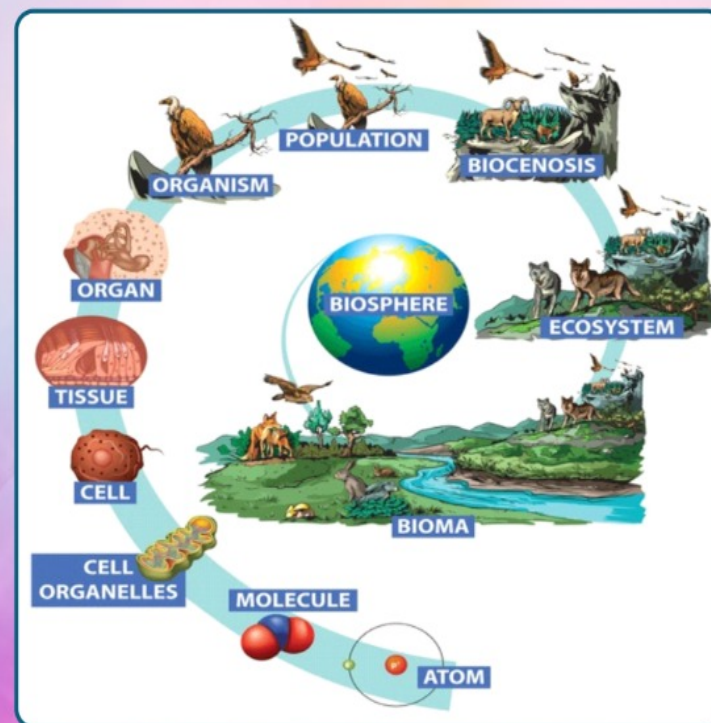 POPULATION
BIOCENOSIS
ORGANISM
ORGAN
BIOSPHERE
ECOSYSTEM
TISSUE
CELL
BIOMA
CELL
ORGANELLES
MOLECULE
ATOM